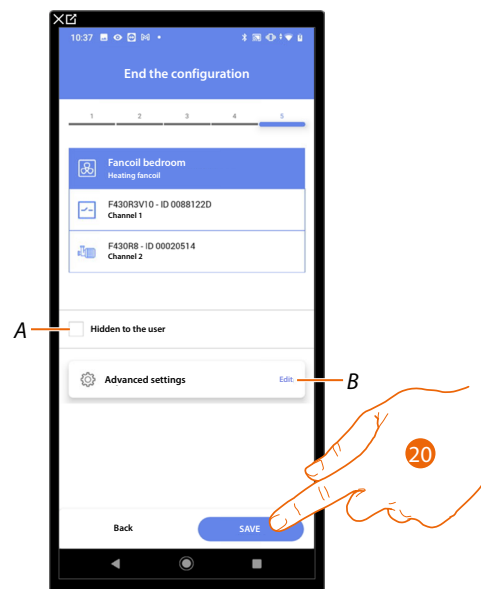 10:37
End the configuration
1 2 3 4 5
Fancoil bedroom
Heating fancoil
F430R3V10 - ID 0088122D
Channel 1
F430R8 - ID 00020514
Channel 2
A
Hidden to the user
Advanced settings
Edit
B
20
Back
SAVE